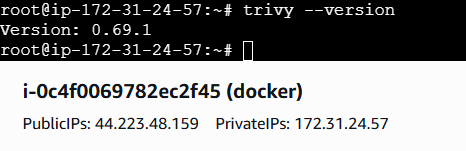 root@ip-172-31-24-57:~# trivy --version
Version: 0.69.1
root@ip-172-31-24-57:~#
i-0c4f0069782ec2f45 (docker)
PublicIPs: 44.223.48.159 PrivateIPs: 172.31.24.57